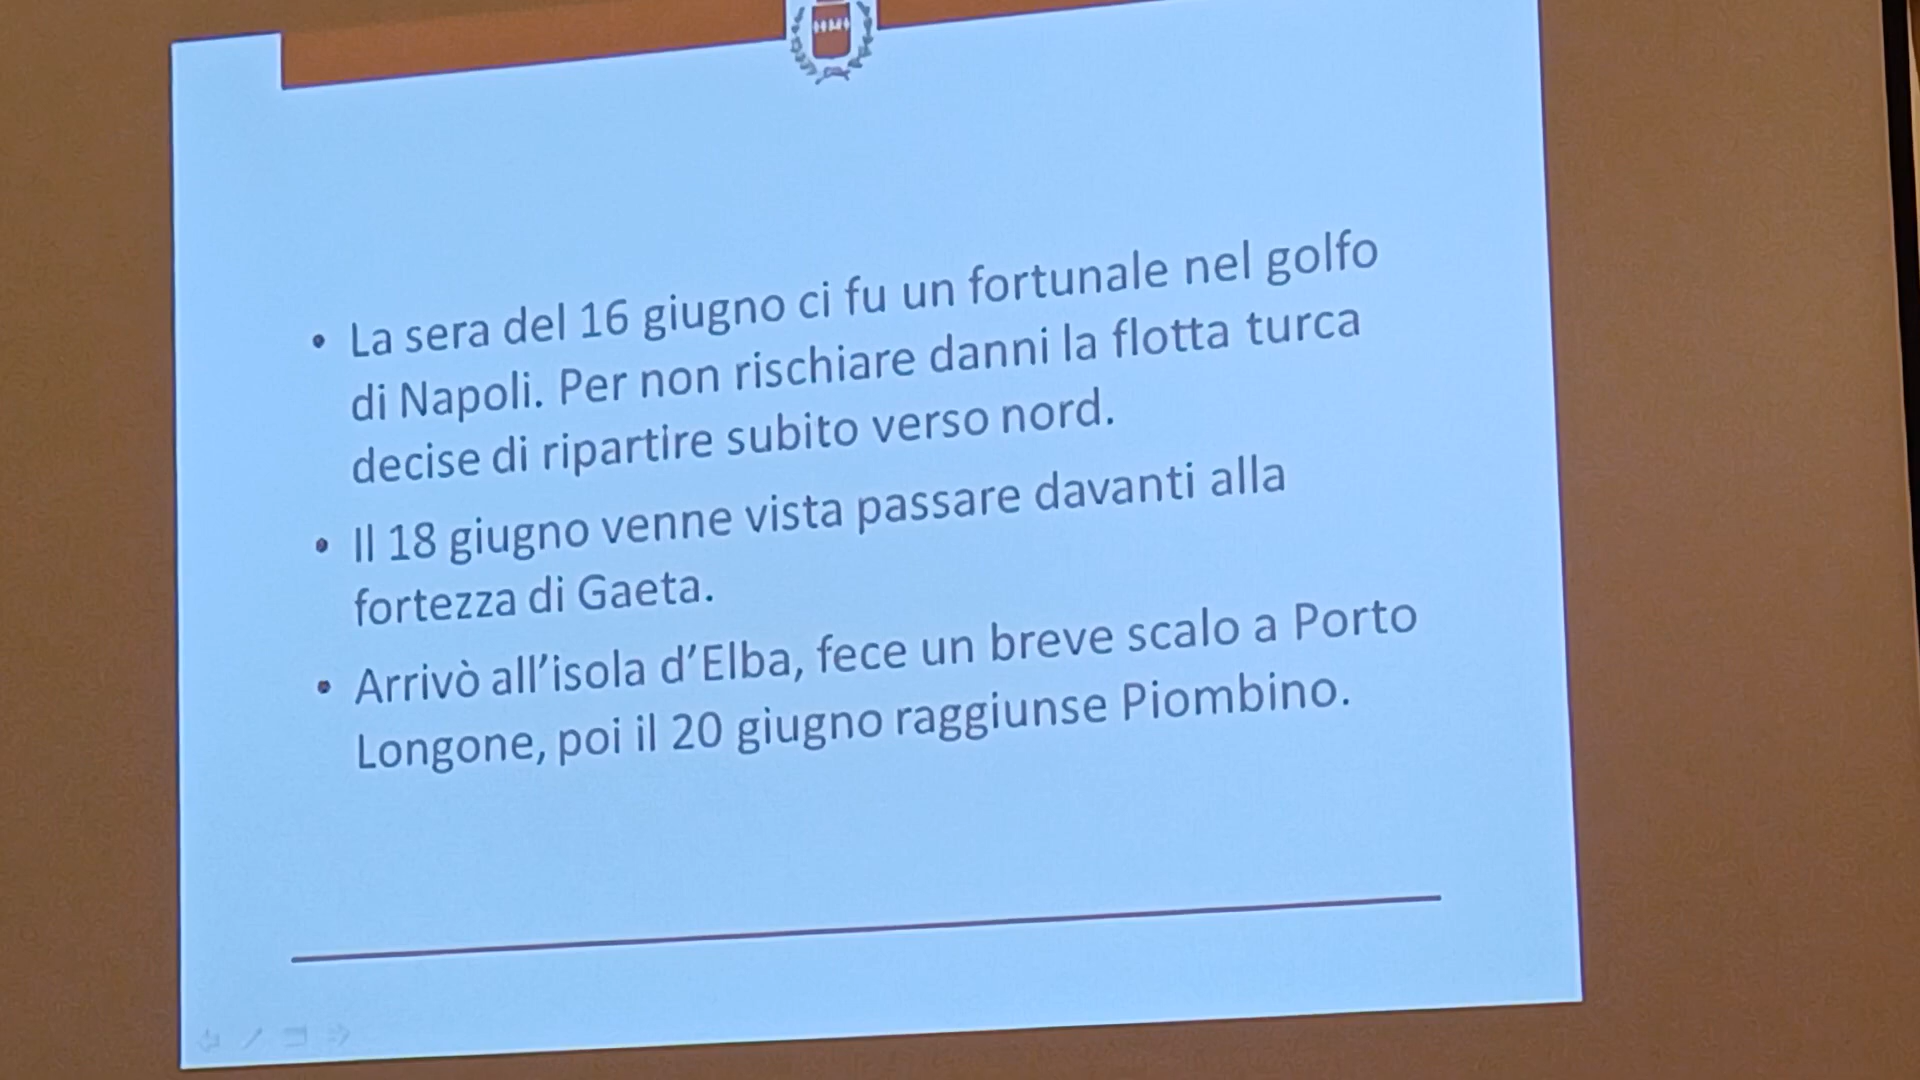 • La sera del 16 giugno ci fu un fortunale nel golfo
di Napoli. Per non rischiare danni la flotta turca
decise di ripartire subito verso nord.
• Il 18 giugno venne vista passare davanti alla
fortezza di Gaeta.
• Arrivò all'isola d'Elba, fece un breve scalo a Porto
Longone, poi il 20 giugno raggiunse Piombino.